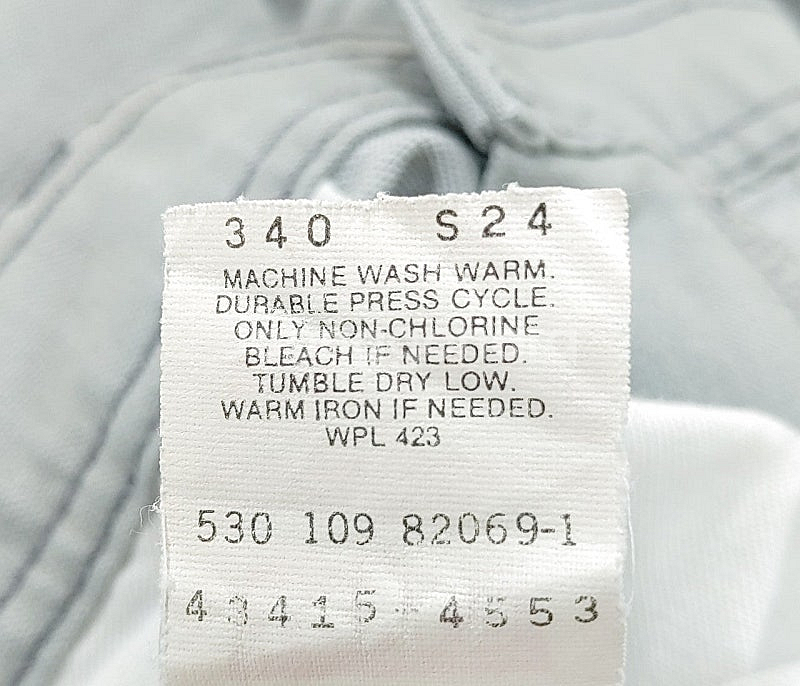 340 S24
MACHINE WASH WARM.
DURABLE PRESS CYCLE.
ONLY NON-CHLORINE
BLEACH IF NEEDED.
TUMBLE DRY LOW.
WARM IRON IF NEEDED.
WPL 423
530 109 82069-1
43415-4553